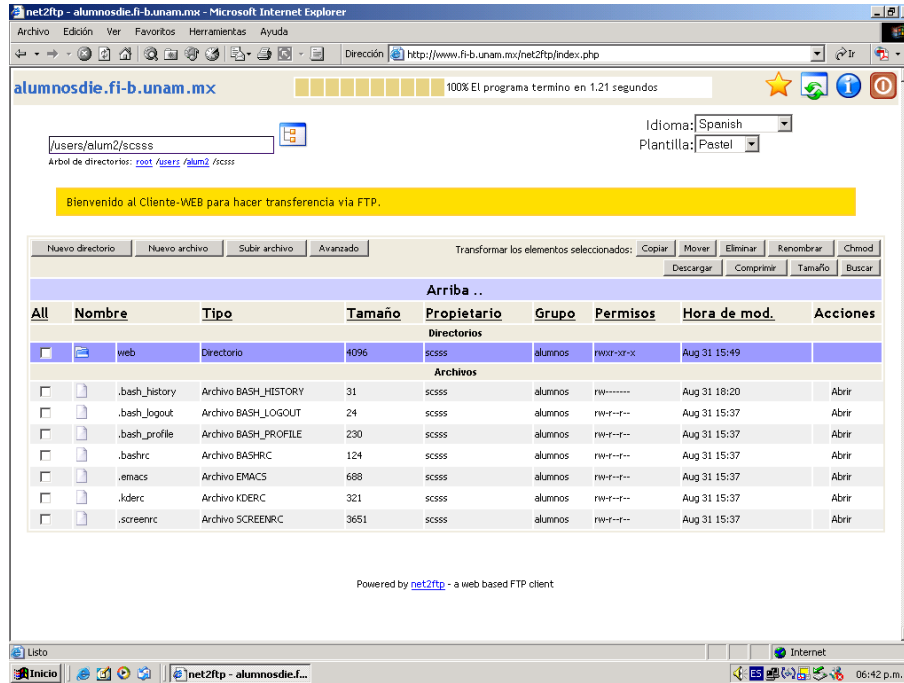 net2ftp - alumnosdie.fi-b.unam.mx - Microsoft Internet Explorer
Archivo Edición Ver Favoritos Herramientas Ayuda
Dirección http://www.fi-b.unam.mx/net2ftp/index.php Ir
alumnosdie.fi-b.unam.mx 100% El programa termino en 1.21 segundos
Idioma: Spanish
/users/alum2/scsss
Plantilla: Pastel
Arbol de directorios: root /users /alum2 /scsss
Bienvenido al Cliente-WEB para hacer transferencia via FTP.
Nuevo directorio Nuevo archivo Subir archivo Avanzado Transformar los elementos seleccionados: Copiar Mover Eliminar Renombrar Chmod
Descargar Comprimir Tamaño Buscar
Arriba ..
All Nombre Tipo Tamaño Propietario Grupo Permisos Hora de mod. Acciones
Directorios
web Directorio 4096 scsss alumnos rwxr-xr-x Aug 31 15:49
Archivos
.bash_history Archivo BASH_HISTORY 31 scsss alumnos rw------- Aug 31 18:20 Abrir
.bash_logout Archivo BASH_LOGOUT 24 scsss alumnos rw-r--r-- Aug 31 15:37 Abrir
.bash_profile Archivo BASH_PROFILE 230 scsss alumnos rw-r--r-- Aug 31 15:37 Abrir
.bashrc Archivo BASHRC 124 scsss alumnos rw-r--r-- Aug 31 15:37 Abrir
.emacs Archivo EMACS 688 scsss alumnos rw-r--r-- Aug 31 15:37 Abrir
.kderc Archivo KDERC 321 scsss alumnos rw-r--r-- Aug 31 15:37 Abrir
.screenrc Archivo SCREENRC 3651 scsss alumnos rw-r--r-- Aug 31 15:37 Abrir
Powered by net2ftp - a web based FTP client
Listo Internet
Inicio net2ftp - alumnosdie.f... ES 06:42 p.m.